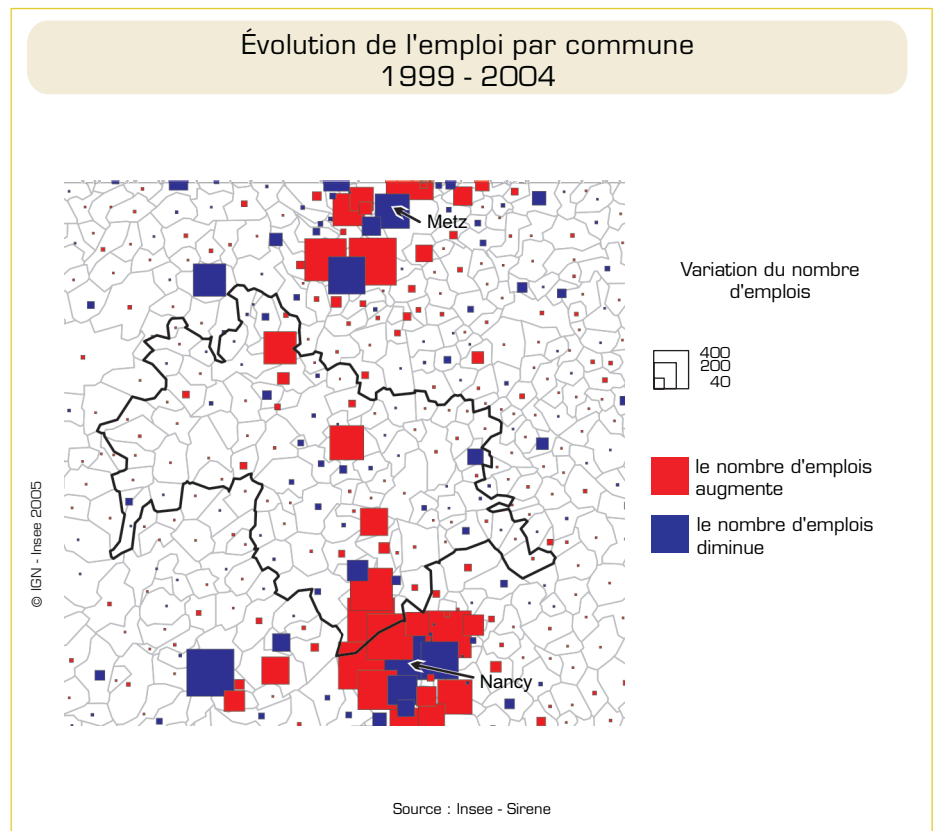 Évolution de l'emploi par commune
1999 - 2004
Metz
Variation du nombre
d'emplois
400
200
40
le nombre d'emplois
augmente
le nombre d'emplois
diminue
© IGN - Insee 2005
Nancy
Source : Insee - Sirene